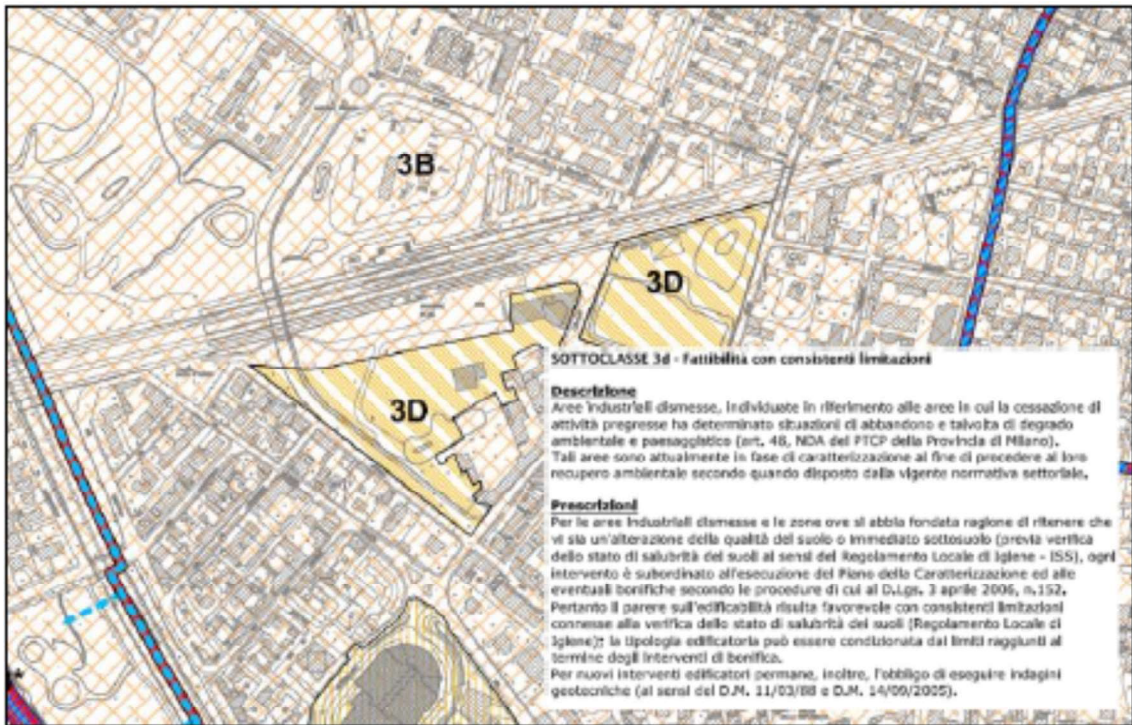 3B
3D
3D
SOTTOCLASSE 3d - Fattibilità con consistenti limitazioni
Descrizione
Aree industriali dismesse, individuate in riferimento alle aree in cui la cessazione di
attività pregresse ha determinato situazioni di abbandono e talvolta di degrado
ambientale e paesaggistico (art. 48, NDA del PTCP della Provincia di Milano).
Tali aree sono attualmente in fase di caratterizzazione al fine di procedere al loro
recupero ambientale secondo quando disposto dalla vigente normativa settoriale.
Prescrizioni
Per le aree industriali dismesse e le zone ove si abbia fondata ragione di ritenere che
vi sia un'alterazione della qualità del suolo o immediato sottosuolo (previa verifica
dello stato di salubrità dei suoli ai sensi del Regolamento Locale di Igiene - ISS), ogni
intervento è subordinato all'esecuzione del Piano della Caratterizzazione ed alle
eventuali bonifiche secondo le procedure di cui al D.Lgs. 3 aprile 2006, n.152.
Pertanto il parere sull'edificabilità risulta favorevole con consistenti limitazioni
connesse alla verifica dello stato di salubrità dei suoli (Regolamento Locale di
Igiene); la tipologia edificatoria può essere condizionata dai limiti raggiunti al
termine degli interventi di bonifica.
Per nuovi interventi edificatori permane, inoltre, l'obbligo di eseguire indagini
geotecniche (ai sensi del D.M. 11/03/88 e D.M. 14/09/2005).